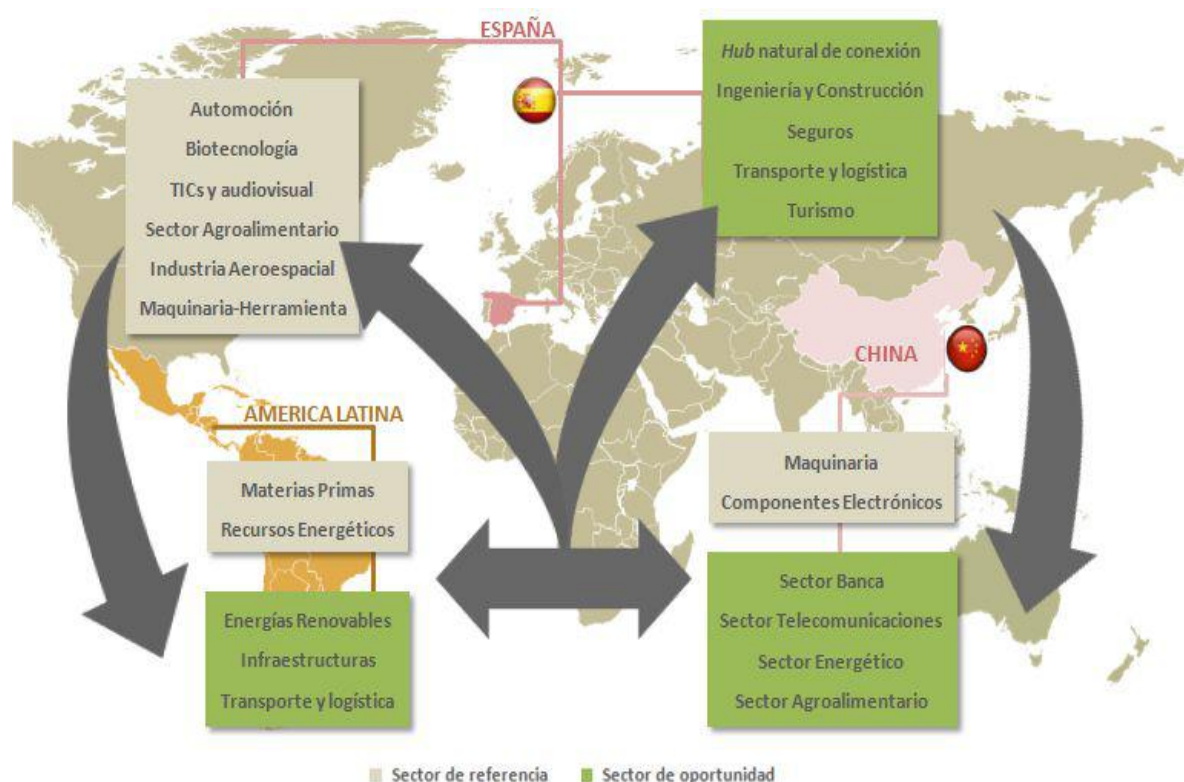 ESPAÑA
Automoción
Biotecnología
TICs y audiovisual
Sector Agroalimentario
Industria Aeroespacial
Maquinaria-Herramienta
Hub natural de conexión
Ingeniería y Construcción
Seguros
Transporte y logística
Turismo
CHINA
Maquinaria
Componentes Electrónicos
Sector Banca
Sector Telecomunicaciones
Sector Energético
Sector Agroalimentario
AMERICA LATINA
Materias Primas
Recursos Energéticos
Energías Renovables
Infraestructuras
Transporte y logística
Sector de referencia
Sector de oportunidad